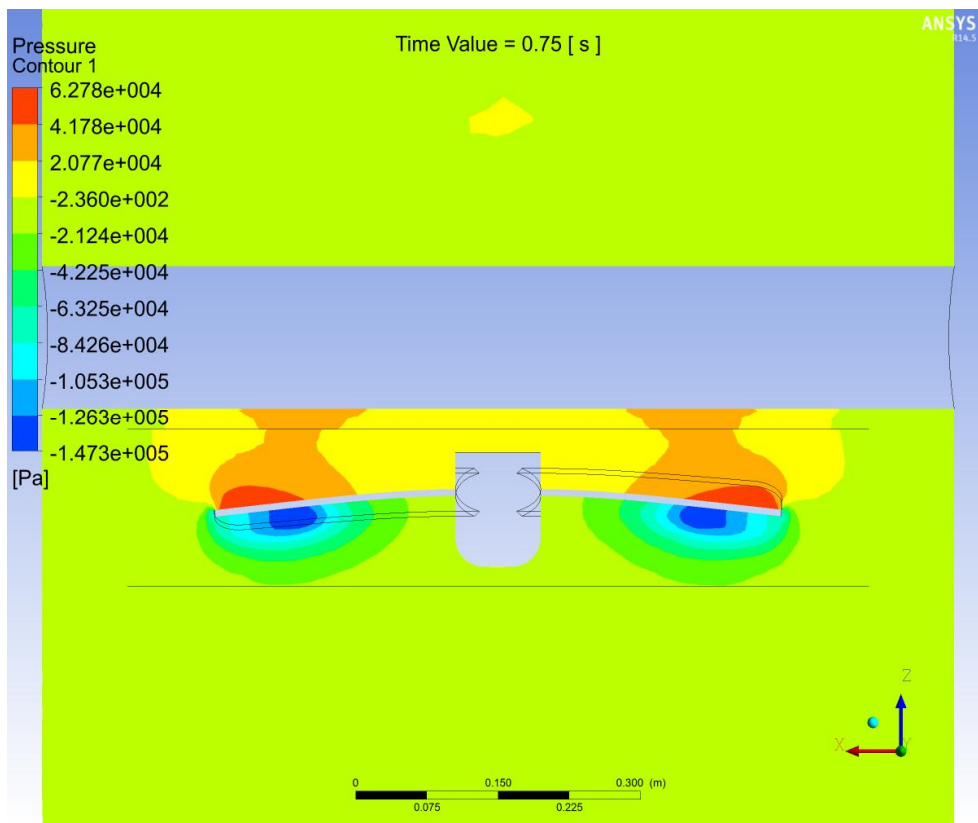 ANSYS
R14.5
Pressure
Contour 1
Time Value = 0.75 [ s ]
6.278e+004
4.178e+004
2.077e+004
-2.360e+002
-2.124e+004
-4.225e+004
-6.325e+004
-8.426e+004
-1.053e+005
-1.263e+005
-1.473e+005
[Pa]
Z
X
Y
0 0.150 0.300 (m)
0.075 0.225